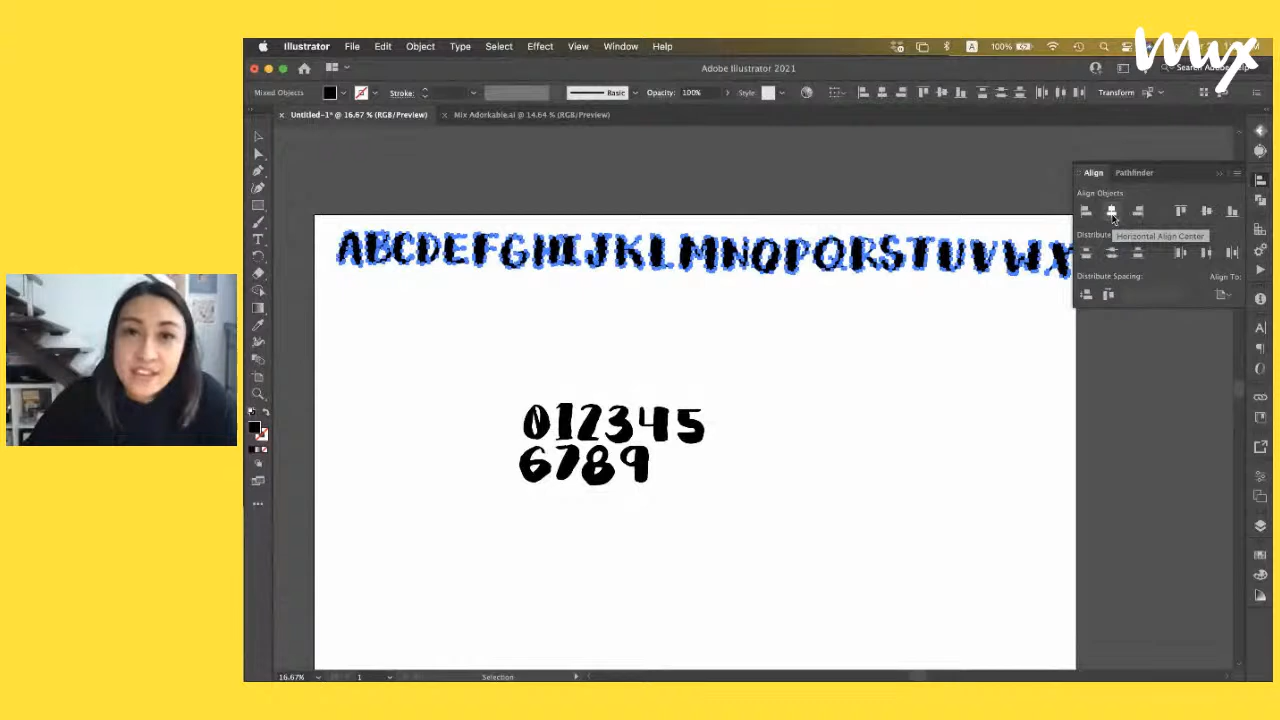 Myx
Illustrator File Edit Object Type Select Effect View Window Help
A 100%
Adobe Illustrator 2021
Mixed Objects Stroke: Basic Opacity: 100% Style: Transform
Untitled-1* @ 16.67 % (RGB/Preview) Mix Adorkable.ai @ 14.64 % (RGB/Preview)
Align Pathfinder
Align Objects:
Horizontal Align Center
Distribute Spacing: Align To:
ABCDEFGHIJKLMNOPQRSTUVWX
012345
6789
16.67% 1 Selection